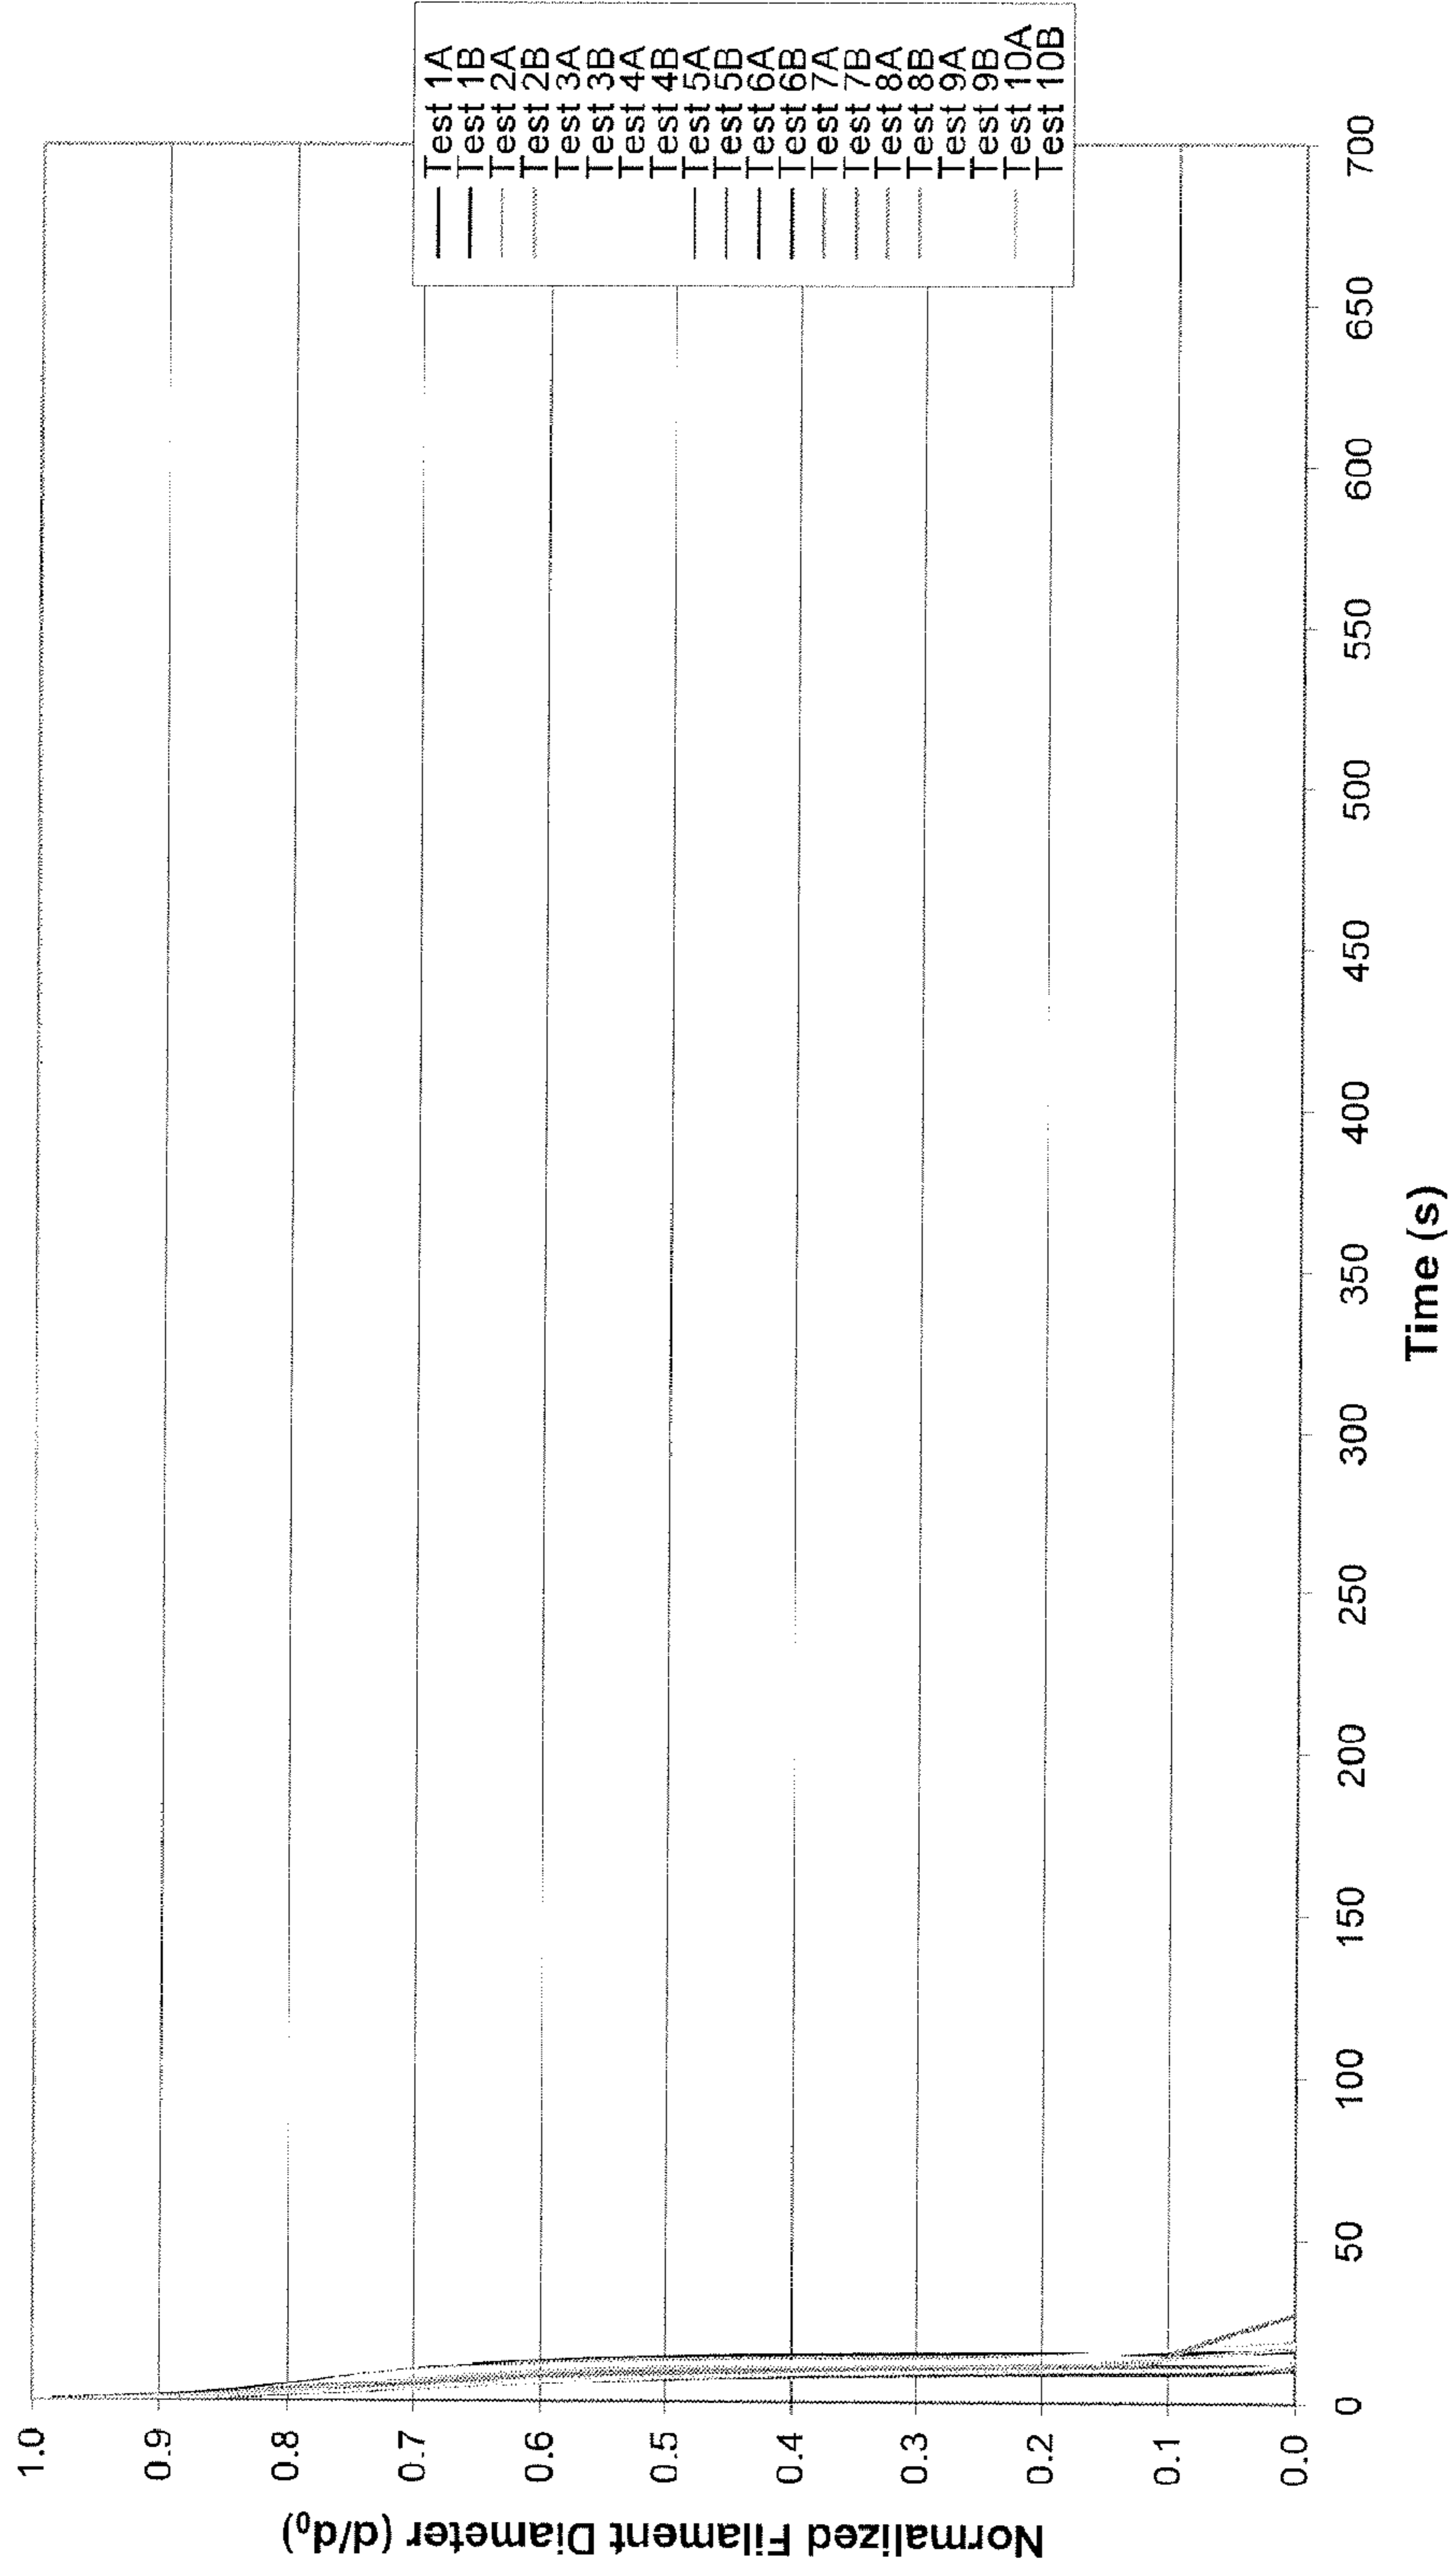 Normalized Filament Diameter (d/d₀)
1.0
0.9
0.8
0.7
0.6
0.5
0.4
0.3
0.2
0.1
0.0
0 50 100 150 200 250 300 350 400 450 500 550 600 650 700
Time (s)
Test 1A
Test 1B
Test 2A
Test 2B
Test 3A
Test 3B
Test 4A
Test 4B
Test 5A
Test 5B
Test 6A
Test 6B
Test 7A
Test 7B
Test 8A
Test 8B
Test 9A
Test 9B
Test 10A
Test 10B